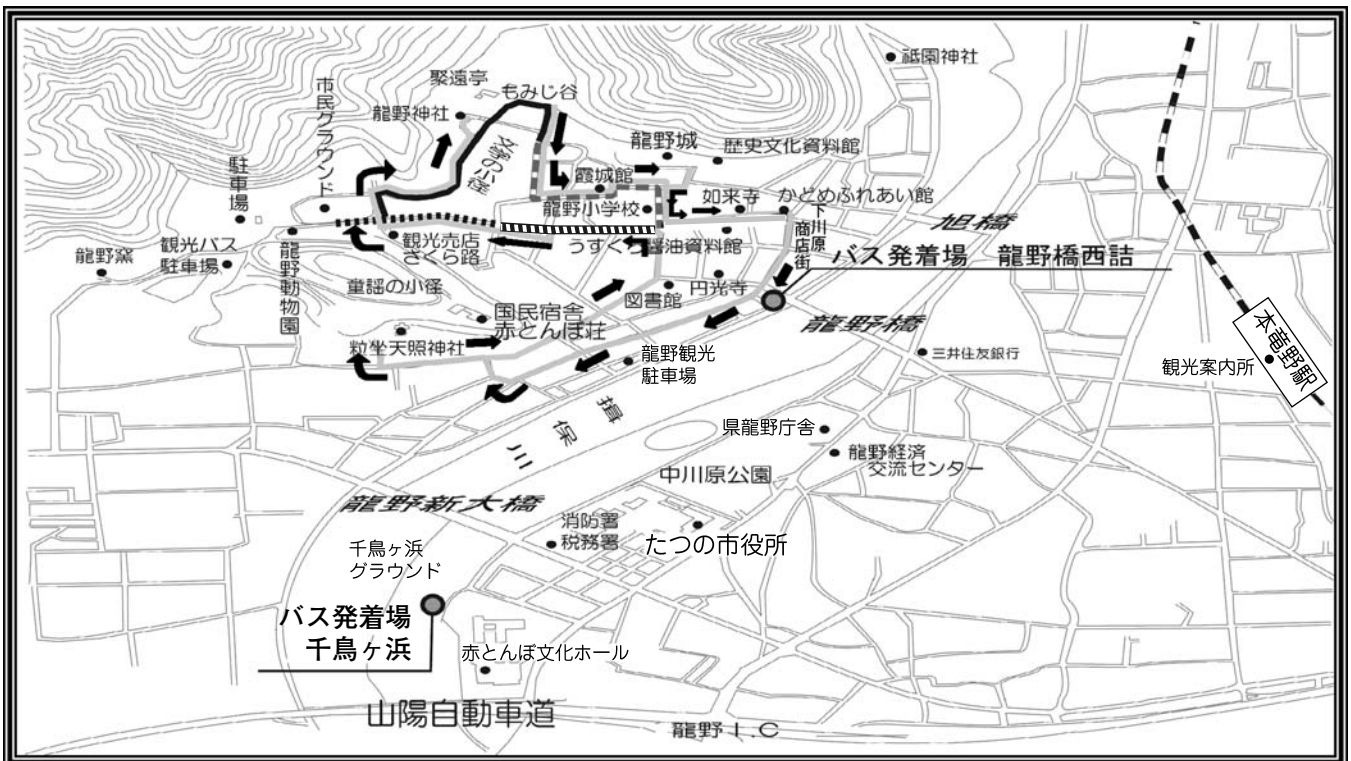 祗園神社
聚遠亭
もみじ谷
市民グラウンド
龍野神社
文学の小径
龍野城
歴史文化資料館
駐車場
霞城館
龍野小学校
如来寺
かどめふれあい館
下川原
商店街
旭橋
観光売店
さくら路
うすくち醤油資料館
バス発着場 龍野橋西詰
龍野窯
観光バス
駐車場
龍野動物園
童謡の小径
図書館
円光寺
国民宿舎
赤とんぼ荘
龍野橋
粒坐天照神社
龍野観光
駐車場
三井住友銀行
観光案内所
本竜野駅
揖保川
県龍野庁舎
龍野経済
交流センター
中川原公園
龍野新大橋
消防署
税務署
たつの市役所
千鳥ヶ浜
グラウンド
バス発着場
千鳥ヶ浜
赤とんぼ文化ホール
山陽自動車道
龍野I.C